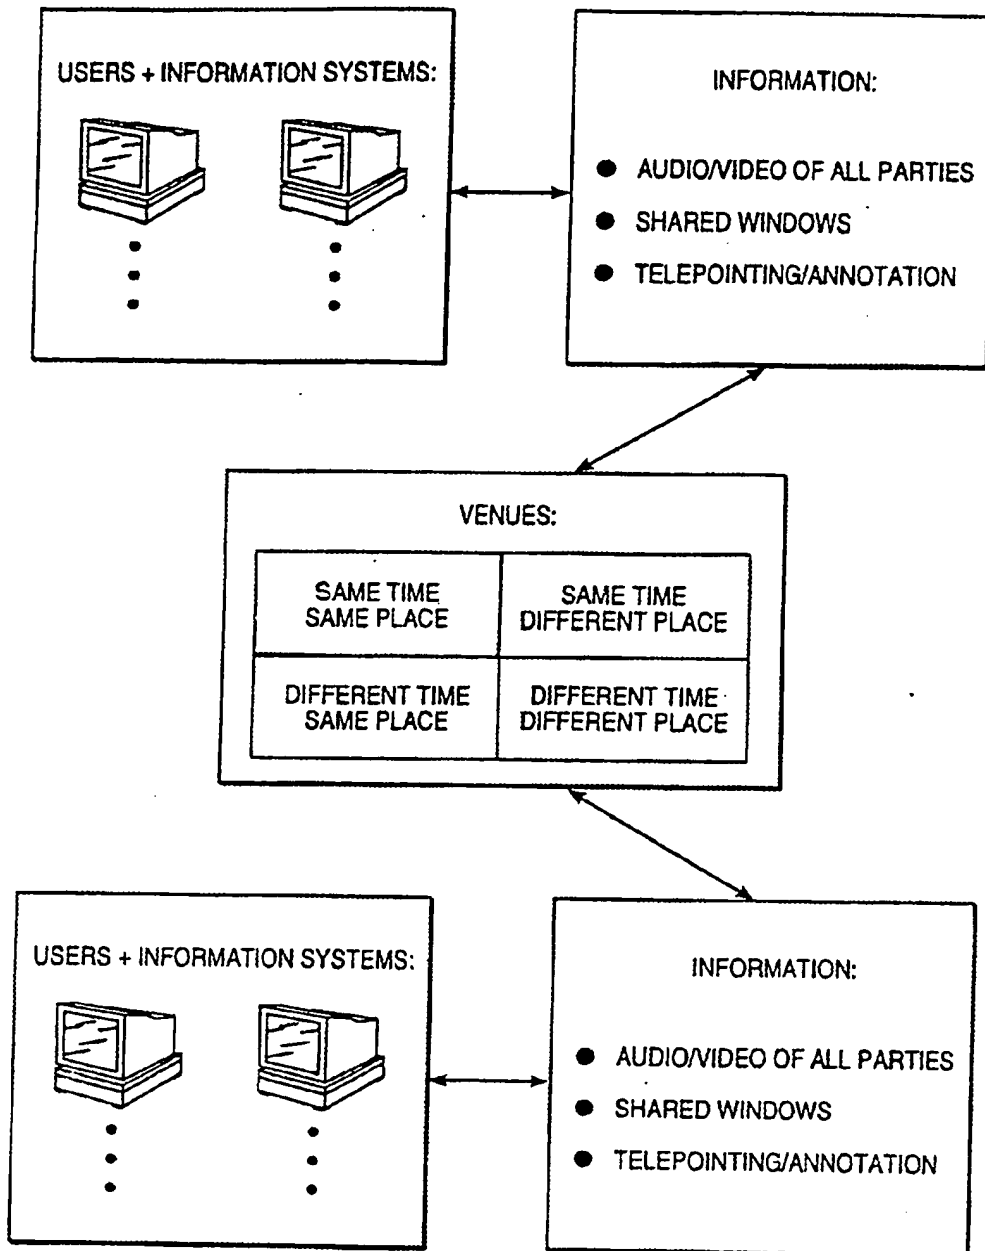 USERS + INFORMATION SYSTEMS:
INFORMATION:
● AUDIO/VIDEO OF ALL PARTIES
● SHARED WINDOWS
● TELEPOINTING/ANNOTATION
VENUES:
SAME TIME
SAME PLACE
SAME TIME
DIFFERENT PLACE
DIFFERENT TIME
SAME PLACE
DIFFERENT TIME
DIFFERENT PLACE
USERS + INFORMATION SYSTEMS:
INFORMATION:
● AUDIO/VIDEO OF ALL PARTIES
● SHARED WINDOWS
● TELEPOINTING/ANNOTATION